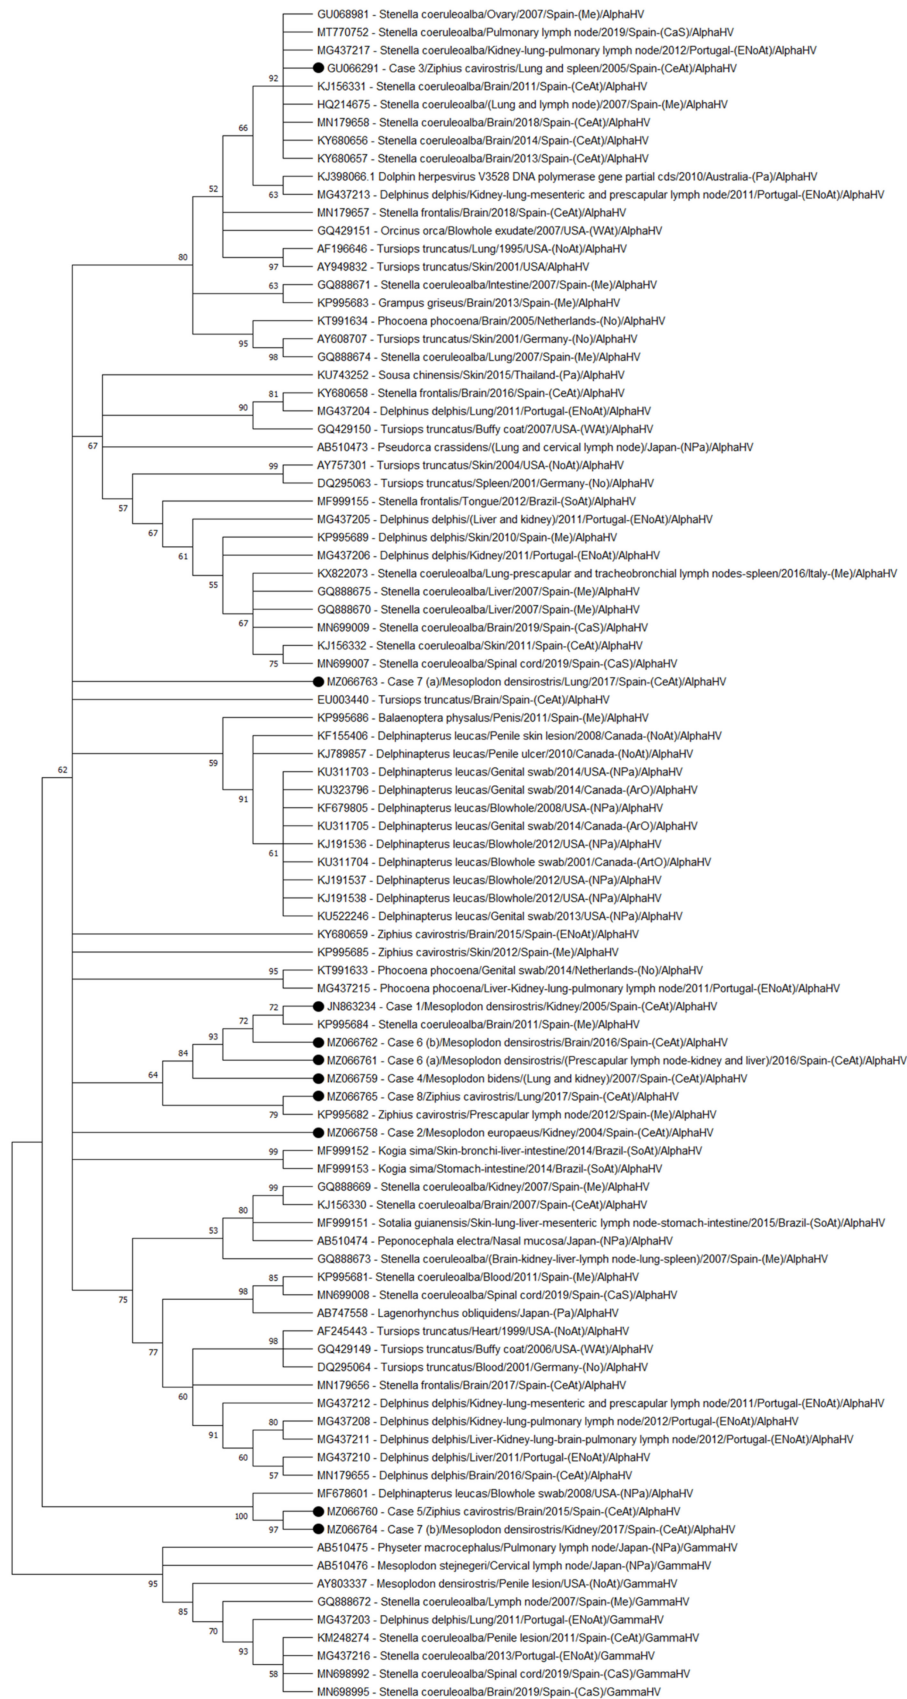 GU068981 - Stenella coeruleoalba/Ovary/2007/Spain-(Me)/AlphaHV
MT770752 - Stenella coeruleoalba/Pulmonary lymph node/2019/Spain-(CaS)/AlphaHV
MG437217 - Stenella coeruleoalba/Kidney-lung-pulmonary lymph node/2012/Portugal-(ENoAt)/AlphaHV
GU066291 - Case 3/Ziphius cavirostris/Lung and spleen/2005/Spain-(CeAt)/AlphaHV
92
KJ156331 - Stenella coeruleoalba/Brain/2011/Spain-(CeAt)/AlphaHV
HQ214675 - Stenella coeruleoalba/(Lung and lymph node)/2007/Spain-(Me)/AlphaHV
MN179658 - Stenella coeruleoalba/Brain/2018/Spain-(CeAt)/AlphaHV
66
KY680656 - Stenella coeruleoalba/Brain/2014/Spain-(CeAt)/AlphaHV
KY680657 - Stenella coeruleoalba/Brain/2013/Spain-(CeAt)/AlphaHV
KJ398066.1 Dolphin herpesvirus V3528 DNA polymerase gene partial cds/2010/Australia-(Pa)/AlphaHV
52
63
MG437213 - Delphinus delphis/Kidney-lung-mesenteric and prescapular lymph node/2011/Portugal-(ENoAt)/AlphaHV
MN179657 - Stenella frontalis/Brain/2018/Spain-(CeAt)/AlphaHV
GQ429151 - Orcinus orca/Blowhole exudate/2007/USA-(WAt)/AlphaHV
AF196646 - Tursiops truncatus/Lung/1995/USA-(NoAt)/AlphaHV
80
97
AY949832 - Tursiops truncatus/Skin/2001/USA/AlphaHV
63
GQ888671 - Stenella coeruleoalba/Intestine/2007/Spain-(Me)/AlphaHV
KP995683 - Grampus griseus/Brain/2013/Spain-(Me)/AlphaHV
KT991634 - Phocoena phocoena/Brain/2005/Netherlands-(No)/AlphaHV
95
AY608707 - Tursiops truncatus/Skin/2001/Germany-(No)/AlphaHV
98
GQ888674 - Stenella coeruleoalba/Lung/2007/Spain-(Me)/AlphaHV
KU743252 - Sousa chinensis/Skin/2015/Thailand-(Pa)/AlphaHV
81
KY680658 - Stenella frontalis/Brain/2016/Spain-(CeAt)/AlphaHV
90
MG437204 - Delphinus delphis/Lung/2011/Portugal-(ENoAt)/AlphaHV
GQ429150 - Tursiops truncatus/Buffy coat/2007/USA-(WAt)/AlphaHV
67
AB510473 - Pseudorca crassidens/(Lung and cervical lymph node)/Japan-(NPa)/AlphaHV
99
AY757301 - Tursiops truncatus/Skin/2004/USA-(NoAt)/AlphaHV
DQ295063 - Tursiops truncatus/Spleen/2001/Germany-(No)/AlphaHV
57
MF999155 - Stenella frontalis/Tongue/2012/Brazil-(SoAt)/AlphaHV
67
MG437205 - Delphinus delphis/(Liver and kidney)/2011/Portugal-(ENoAt)/AlphaHV
KP995689 - Delphinus delphis/Skin/2010/Spain-(Me)/AlphaHV
61
MG437206 - Delphinus delphis/Kidney/2011/Portugal-(ENoAt)/AlphaHV
KX822073 - Stenella coeruleoalba/Lung-prescapular and tracheobronchial lymph nodes-spleen/2016/Italy-(Me)/AlphaHV
55
GQ888675 - Stenella coeruleoalba/Liver/2007/Spain-(Me)/AlphaHV
GQ888670 - Stenella coeruleoalba/Liver/2007/Spain-(Me)/AlphaHV
67
MN699009 - Stenella coeruleoalba/Brain/2019/Spain-(CaS)/AlphaHV
KJ156332 - Stenella coeruleoalba/Skin/2011/Spain-(CeAt)/AlphaHV
75
MN699007 - Stenella coeruleoalba/Spinal cord/2019/Spain-(CaS)/AlphaHV
MZ066763 - Case 7 (a)/Mesoplodon densirostris/Lung/2017/Spain-(CeAt)/AlphaHV
EU003440 - Tursiops truncatus/Brain/Spain-(CeAt)/AlphaHV
KP995686 - Balaenoptera physalus/Penis/2011/Spain-(Me)/AlphaHV
KF155406 - Delphinapterus leucas/Penile skin lesion/2008/Canada-(NoAt)/AlphaHV
KJ789857 - Delphinapterus leucas/Penile ulcer/2010/Canada-(NoAt)/AlphaHV
59
62
KU311703 - Delphinapterus leucas/Genital swab/2014/USA-(NPa)/AlphaHV
KU323796 - Delphinapterus leucas/Genital swab/2014/Canada-(ArO)/AlphaHV
91
KF679805 - Delphinapterus leucas/Blowhole/2008/USA-(NPa)/AlphaHV
KU311705 - Delphinapterus leucas/Genital swab/2014/Canada-(ArO)/AlphaHV
KJ191536 - Delphinapterus leucas/Blowhole/2012/USA-(NPa)/AlphaHV
61
KU311704 - Delphinapterus leucas/Blowhole swab/2001/Canada-(ArtO)/AlphaHV
KJ191537 - Delphinapterus leucas/Blowhole/2012/USA-(NPa)/AlphaHV
KJ191538 - Delphinapterus leucas/Blowhole/2012/USA-(NPa)/AlphaHV
KU522246 - Delphinapterus leucas/Genital swab/2013/USA-(NPa)/AlphaHV
KY680659 - Ziphius cavirostris/Brain/2015/Spain-(ENoAt)/AlphaHV
KP995685 - Ziphius cavirostris/Skin/2012/Spain-(Me)/AlphaHV
95
KT991633 - Phocoena phocoena/Genital swab/2014/Netherlands-(No)/AlphaHV
MG437215 - Phocoena phocoena/Liver-Kidney-lung-pulmonary lymph node/2011/Portugal-(ENoAt)/AlphaHV
72
JN863234 - Case 1/Mesoplodon densirostris/Kidney/2005/Spain-(CeAt)/AlphaHV
72
KP995684 - Stenella coeruleoalba/Brain/2011/Spain-(Me)/AlphaHV
93
MZ066762 - Case 6 (b)/Mesoplodon densirostris/Brain/2016/Spain-(CeAt)/AlphaHV
84
MZ066761 - Case 6 (a)/Mesoplodon densirostris/(Prescapular lymph node-kidney and liver)/2016/Spain-(CeAt)/AlphaHV
64
MZ066759 - Case 4/Mesoplodon bidens/(Lung and kidney)/2007/Spain-(CeAt)/AlphaHV
MZ066765 - Case 8/Ziphius cavirostris/Lung/2017/Spain-(CeAt)/AlphaHV
79
KP995682 - Ziphius cavirostris/Prescapular lymph node/2012/Spain-(Me)/AlphaHV
MZ066758 - Case 2/Mesoplodon europaeus/Kidney/2004/Spain-(CeAt)/AlphaHV
99
MF999152 - Kogia sima/Skin-bronchi-liver-intestine/2014/Brazil-(SoAt)/AlphaHV
MF999153 - Kogia sima/Stomach-intestine/2014/Brazil-(SoAt)/AlphaHV
99
GQ888669 - Stenella coeruleoalba/Kidney/2007/Spain-(Me)/AlphaHV
80
KJ156330 - Stenella coeruleoalba/Brain/2007/Spain-(CeAt)/AlphaHV
53
MF999151 - Sotalia guianensis/Skin-lung-liver-mesenteric lymph node-stomach-intestine/2015/Brazil-(SoAt)/AlphaHV
AB510474 - Peponocephala electra/Nasal mucosa/Japan-(NPa)/AlphaHV
GQ888673 - Stenella coeruleoalba/(Brain-kidney-liver-lymph node-lung-spleen)/2007/Spain-(Me)/AlphaHV
75
85
KP995681- Stenella coeruleoalba/Blood/2011/Spain-(Me)/AlphaHV
98
MN699008 - Stenella coeruleoalba/Spinal cord/2019/Spain-(CaS)/AlphaHV
AB747558 - Lagenorhynchus obliquidens/Japan-(Pa)/AlphaHV
77
AF245443 - Tursiops truncatus/Heart/1999/USA-(NoAt)/AlphaHV
98
GQ429149 - Tursiops truncatus/Buffy coat/2006/USA-(WAt)/AlphaHV
DQ295064 - Tursiops truncatus/Blood/2001/Germany-(No)/AlphaHV
60
MN179656 - Stenella frontalis/Brain/2017/Spain-(CeAt)/AlphaHV
MG437212 - Delphinus delphis/Kidney-lung-mesenteric and prescapular lymph node/2011/Portugal-(ENoAt)/AlphaHV
91
80
MG437208 - Delphinus delphis/Kidney-lung-pulmonary lymph node/2012/Portugal-(ENoAt)/AlphaHV
MG437211 - Delphinus delphis/Liver-Kidney-lung-brain-pulmonary lymph node/2012/Portugal-(ENoAt)/AlphaHV
60
MG437210 - Delphinus delphis/Liver/2011/Portugal-(ENoAt)/AlphaHV
57
MN179655 - Delphinus delphis/Brain/2016/Spain-(CeAt)/AlphaHV
MF678601 - Delphinapterus leucas/Blowhole swab/2008/USA-(NPa)/AlphaHV
100
MZ066760 - Case 5/Ziphius cavirostris/Brain/2015/Spain-(CeAt)/AlphaHV
97
MZ066764 - Case 7 (b)/Mesoplodon densirostris/Kidney/2017/Spain-(CeAt)/AlphaHV
AB510475 - Physeter macrocephalus/Pulmonary lymph node/Japan-(NPa)/GammaHV
AB510476 - Mesoplodon stejnegeri/Cervical lymph node/Japan-(NPa)/GammaHV
95
AY803337 - Mesoplodon densirostris/Penile lesion/USA-(NoAt)/GammaHV
85
GQ888672 - Stenella coeruleoalba/Lymph node/2007/Spain-(Me)/GammaHV
70
MG437203 - Delphinus delphis/Lung/2011/Portugal-(ENoAt)/GammaHV
KM248274 - Stenella coeruleoalba/Penile lesion/2011/Spain-(CeAt)/GammaHV
93
MG437216 - Stenella coeruleoalba/2013/Portugal-(ENoAt)/GammaHV
58
MN698992 - Stenella coeruleoalba/Spinal cord/2019/Spain-(CaS)/GammaHV
MN698995 - Stenella coeruleoalba/Brain/2019/Spain-(CaS)/GammaHV